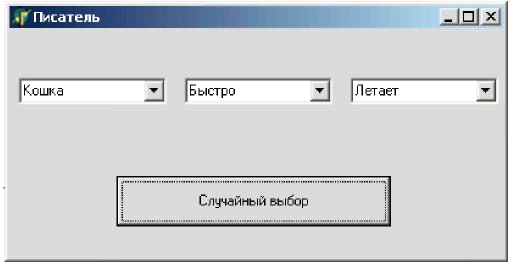 Писатель
Кошка Быстро Летает
Случайный выбор